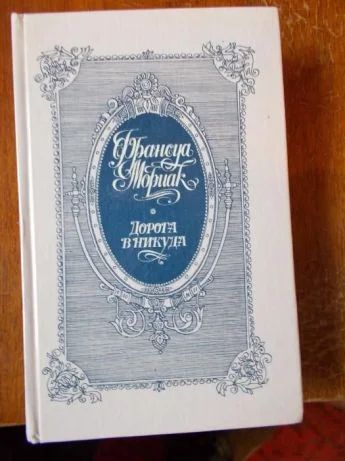 Франсуа
Мориак
Дорога
в никуда